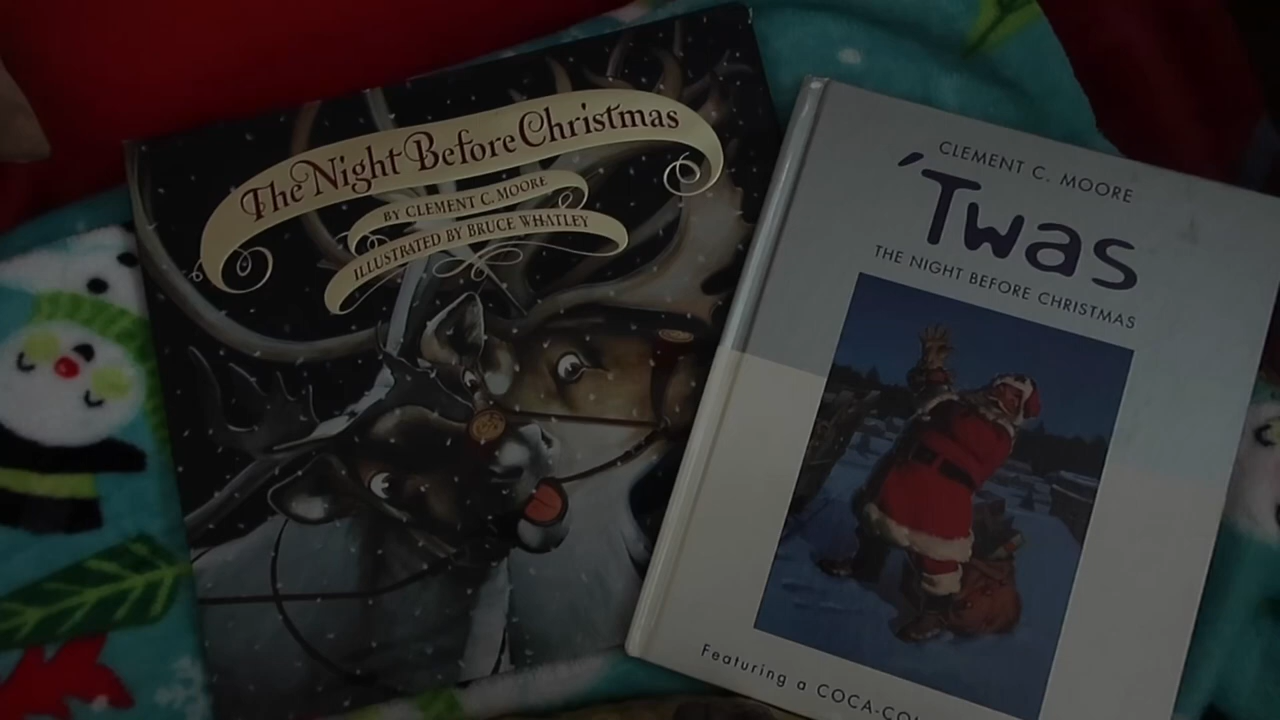 The Night Before Christmas
BY CLEMENT C. MOORE
ILLUSTRATED BY BRUCE WHATLEY
CLEMENT C. MOORE
'Twas
THE NIGHT BEFORE CHRISTMAS
Featuring a